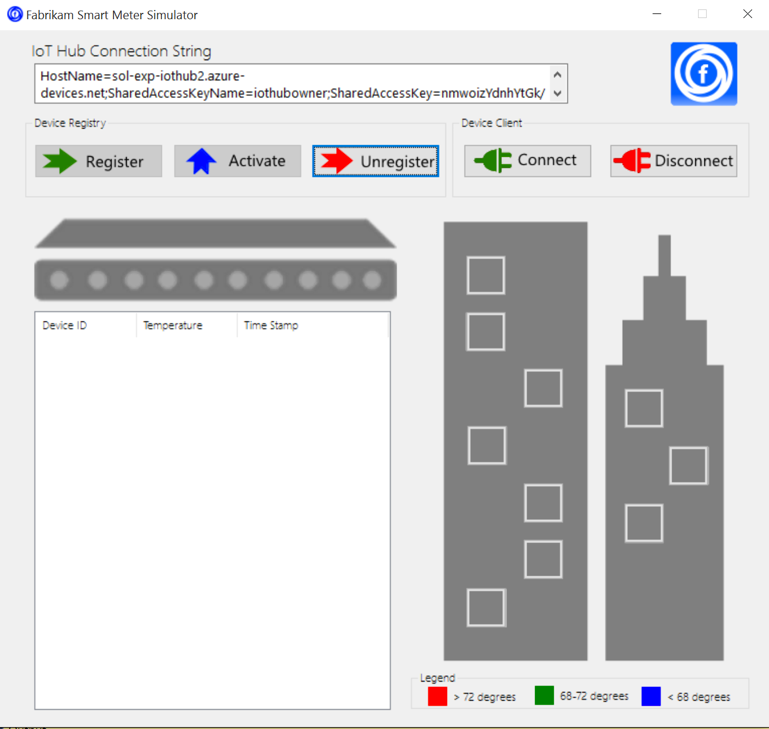 Fabrikam Smart Meter Simulator
IoT Hub Connection String
HostName=sol-exp-iothub2.azure-
devices.net;SharedAccessKeyName=iothubowner;SharedAccessKey=nmwoizYdnhYtGk/
Device Registry
Device Client
Register
Activate
Unregister
Connect
Disconnect
Device ID
Temperature
Time Stamp
Legend
> 72 degrees
68-72 degrees
< 68 degrees